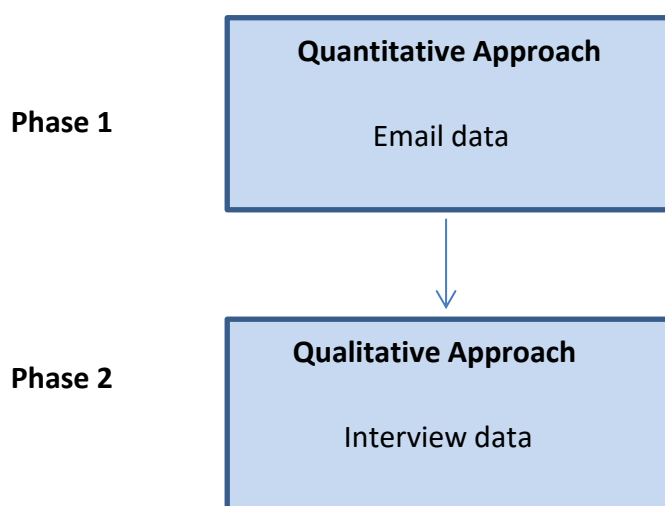 Quantitative Approach
Phase 1
Email data
Qualitative Approach
Phase 2
Interview data